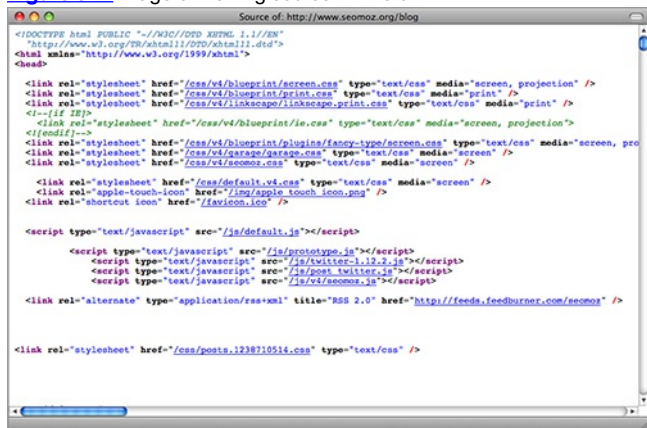 Source of: http://www.seomoz.org/blog
<!DOCTYPE html PUBLIC "-//W3C//DTD XHTML 1.1//EN"
"http://www.w3.org/TR/xhtml11/DTD/xhtml11.dtd">
<html xmlns="http://www.w3.org/1999/xhtml">
<head>
<link rel="stylesheet" href="/css/v4/blueprint/screen.css" type="text/css" media="screen, projection" />
<link rel="stylesheet" href="/css/v4/blueprint/print.css" type="text/css" media="print" />
<link rel="stylesheet" href="/css/v4/linkscape/linkscape.print.css" type="text/css" media="print" />
<!--[if IE]>
<link rel="stylesheet" href="/css/v4/blueprint/ie.css" type="text/css" media="screen, projection">
<![endif]-->
<link rel="stylesheet" href="/css/v4/blueprint/plugins/fancy-type/screen.css" type="text/css" media="screen, pro
<link rel="stylesheet" href="/css/v4/garage/garage.css" type="text/css" media="screen" />
<link rel="stylesheet" href="/css/v4/seomoz.css" type="text/css" media="screen" />
<link rel="stylesheet" href="/css/default.v4.css" type="text/css" media="screen" />
<link rel="apple-touch-icon" href="/img/apple_touch_icon.png" />
<link rel="shortcut icon" href="/favicon.ico" />
<script type="text/javascript" src="/js/default.js"></script>
<script type="text/javascript" src="/js/prototype.js"></script>
<script type="text/javascript" src="/js/twitter-1.12.2.js"></script>
<script type="text/javascript" src="/js/post_twitter.js"></script>
<script type="text/javascript" src="/js/v4/seomoz.js"></script>
<link rel="alternate" type="application/rss+xml" title="RSS 2.0" href="http://feeds.feedburner.com/seomoz" />
<link rel="stylesheet" href="/css/posts.1238710514.css" type="text/css" />